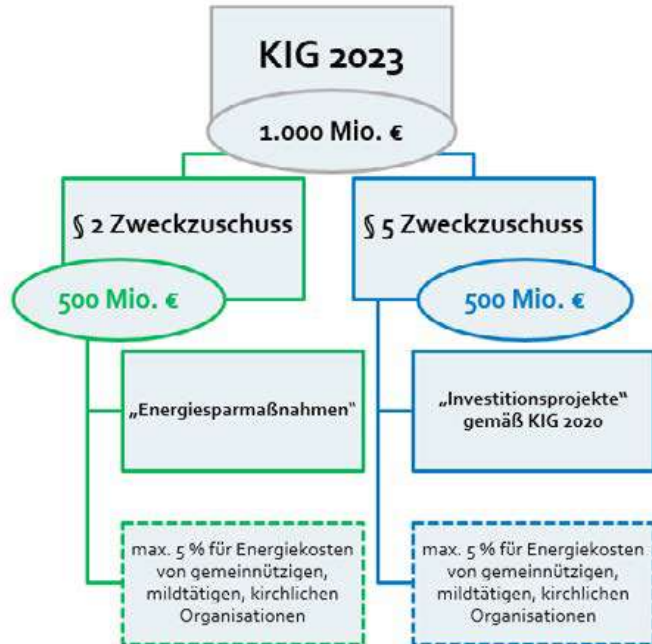 KIG 2023
1.000 Mio. €
§ 2 Zweckzuschuss
500 Mio. €
„Energiesparmaßnahmen“
max. 5 % für Energiekosten
von gemeinnützigen,
mildtätigen, kirchlichen
Organisationen
§ 5 Zweckzuschuss
500 Mio. €
„Investitionsprojekte“
gemäß KIG 2020
max. 5 % für Energiekosten
von gemeinnützigen,
mildtätigen, kirchlichen
Organisationen